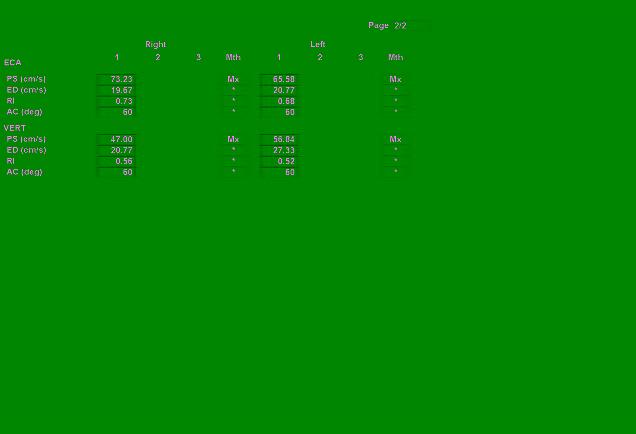 Page 2/2
Right Left
1 2 3 Mth 1 2 3 Mth
ECA
PS (cm/s) 73.23 Mx 65.58 Mx
ED (cm/s) 19.67 * 20.77 *
RI 0.73 * 0.68 *
AC (deg) 60 * 60 *
VERT
PS (cm/s) 47.00 Mx 56.84 Mx
ED (cm/s) 20.77 * 27.33 *
RI 0.56 * 0.52 *
AC (deg) 60 * 60 *